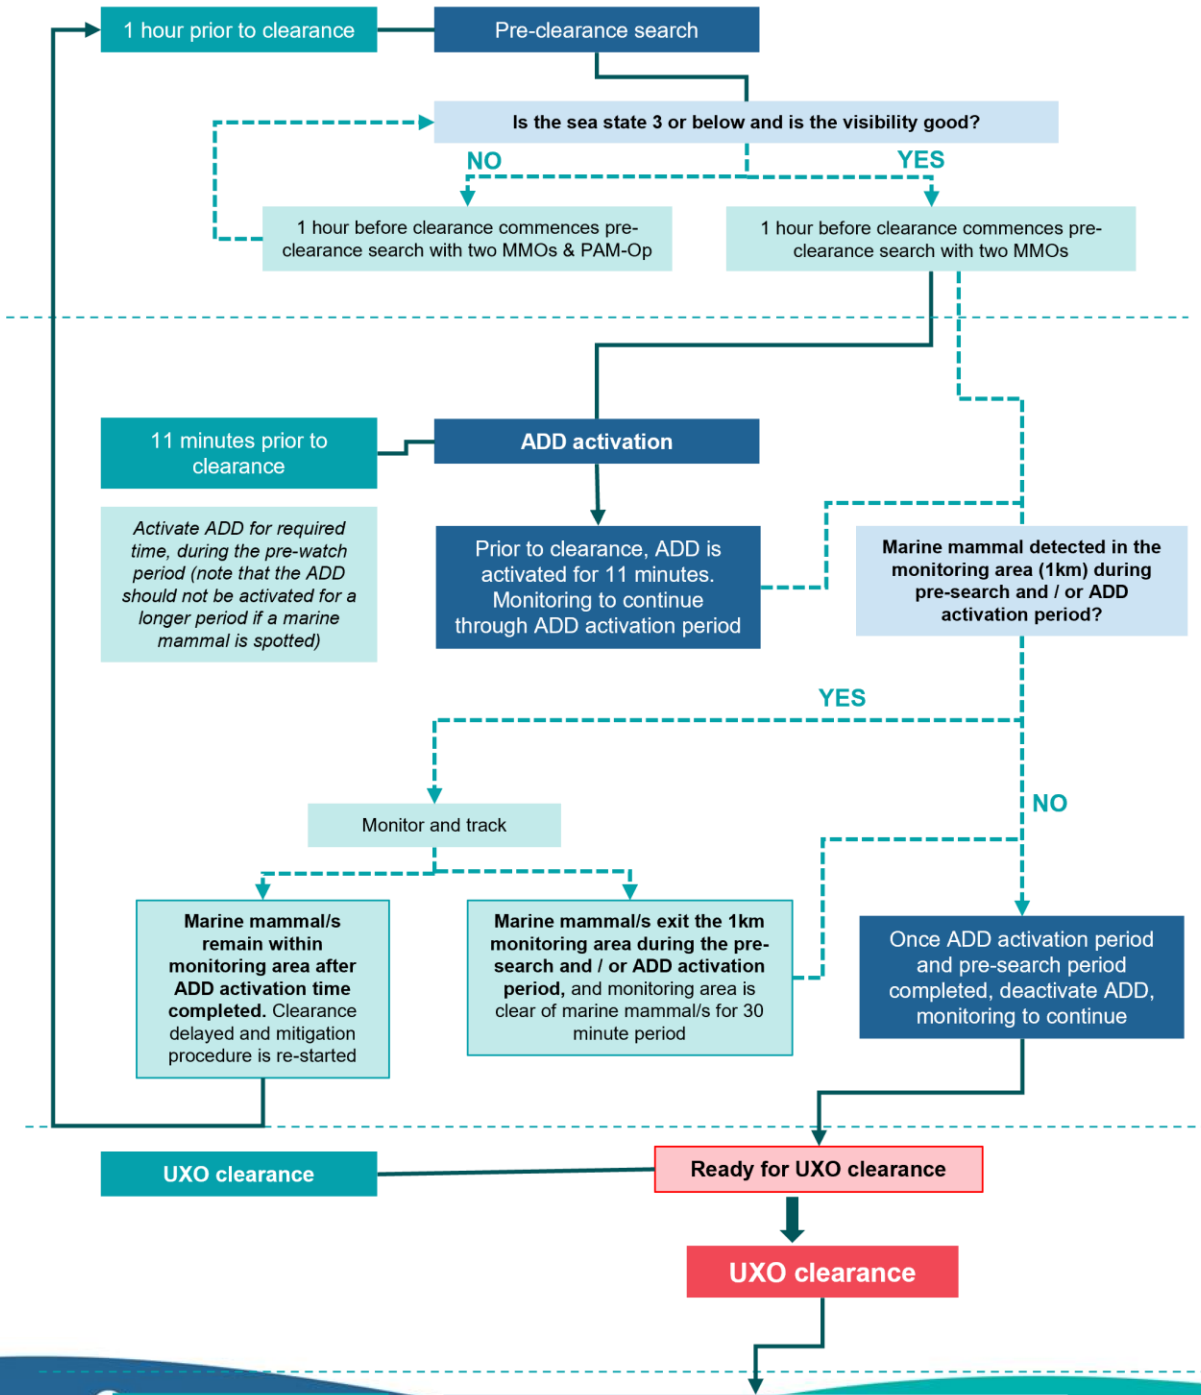 1 hour prior to clearance
Pre-clearance search
Is the sea state 3 or below and is the visibility good?
NO
YES
1 hour before clearance commences pre-
clearance search with two MMOs & PAM-Op
1 hour before clearance commences pre-
clearance search with two MMOs
11 minutes prior to
clearance
ADD activation
Activate ADD for required
time, during the pre-watch
period (note that the ADD
should not be activated for a
longer period if a marine
mammal is spotted)
Prior to clearance, ADD is
activated for 11 minutes.
Monitoring to continue
through ADD activation period
Marine mammal detected in the
monitoring area (1km) during
pre-search and / or ADD
activation period?
YES
NO
Monitor and track
Marine mammal/s
remain within
monitoring area after
ADD activation time
completed. Clearance
delayed and mitigation
procedure is re-started
Marine mammal/s exit the 1km
monitoring area during the pre-
search and / or ADD activation
period, and monitoring area is
clear of marine mammal/s for 30
minute period
Once ADD activation period
and pre-search period
completed, deactivate ADD,
monitoring to continue
UXO clearance
Ready for UXO clearance
UXO clearance